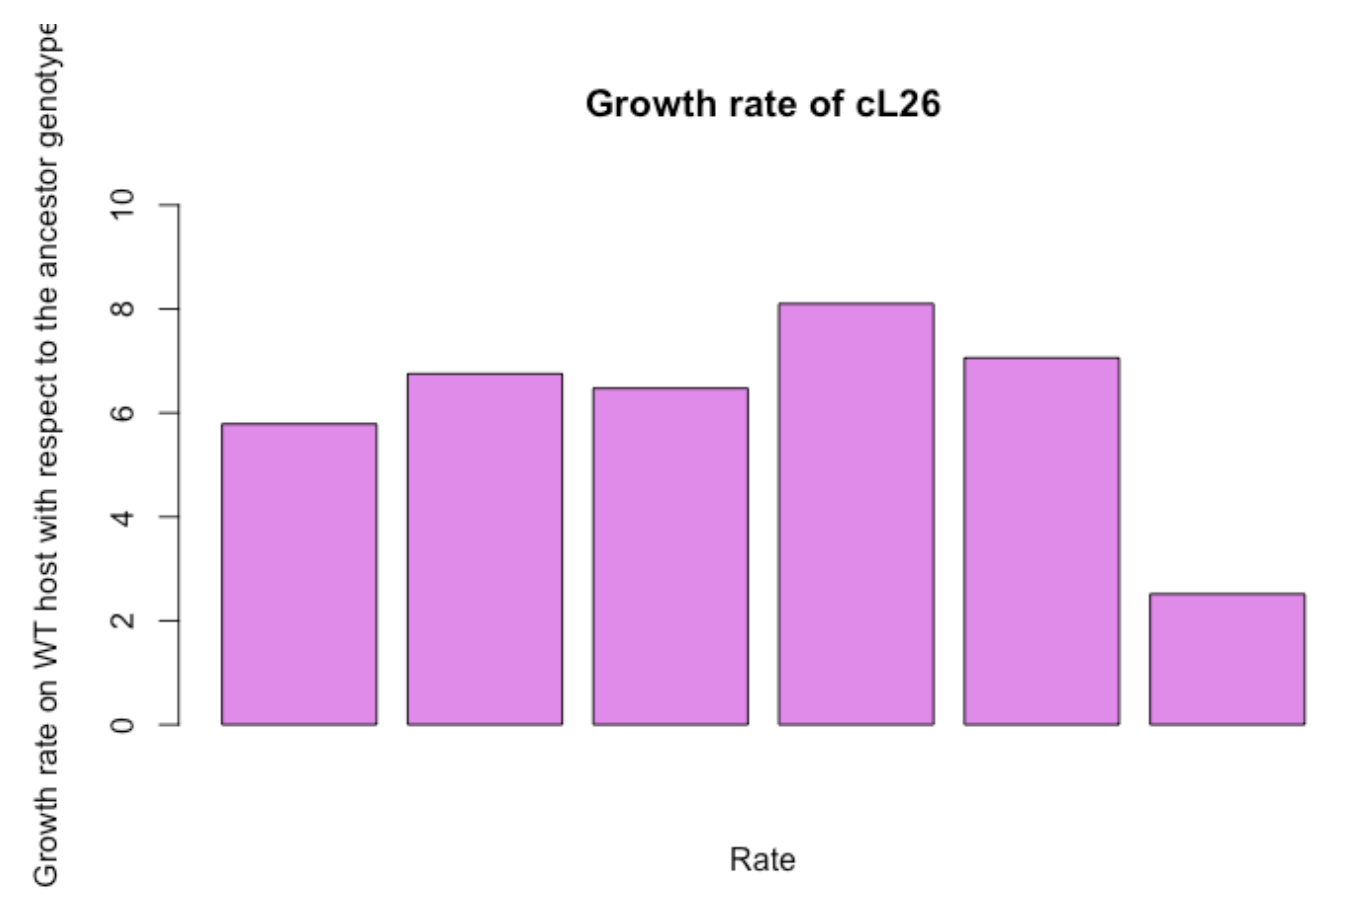 Growth rate of cL26
Growth rate on WT host with respect to the ancestor genotype
10
8
6
4
2
0
Rate